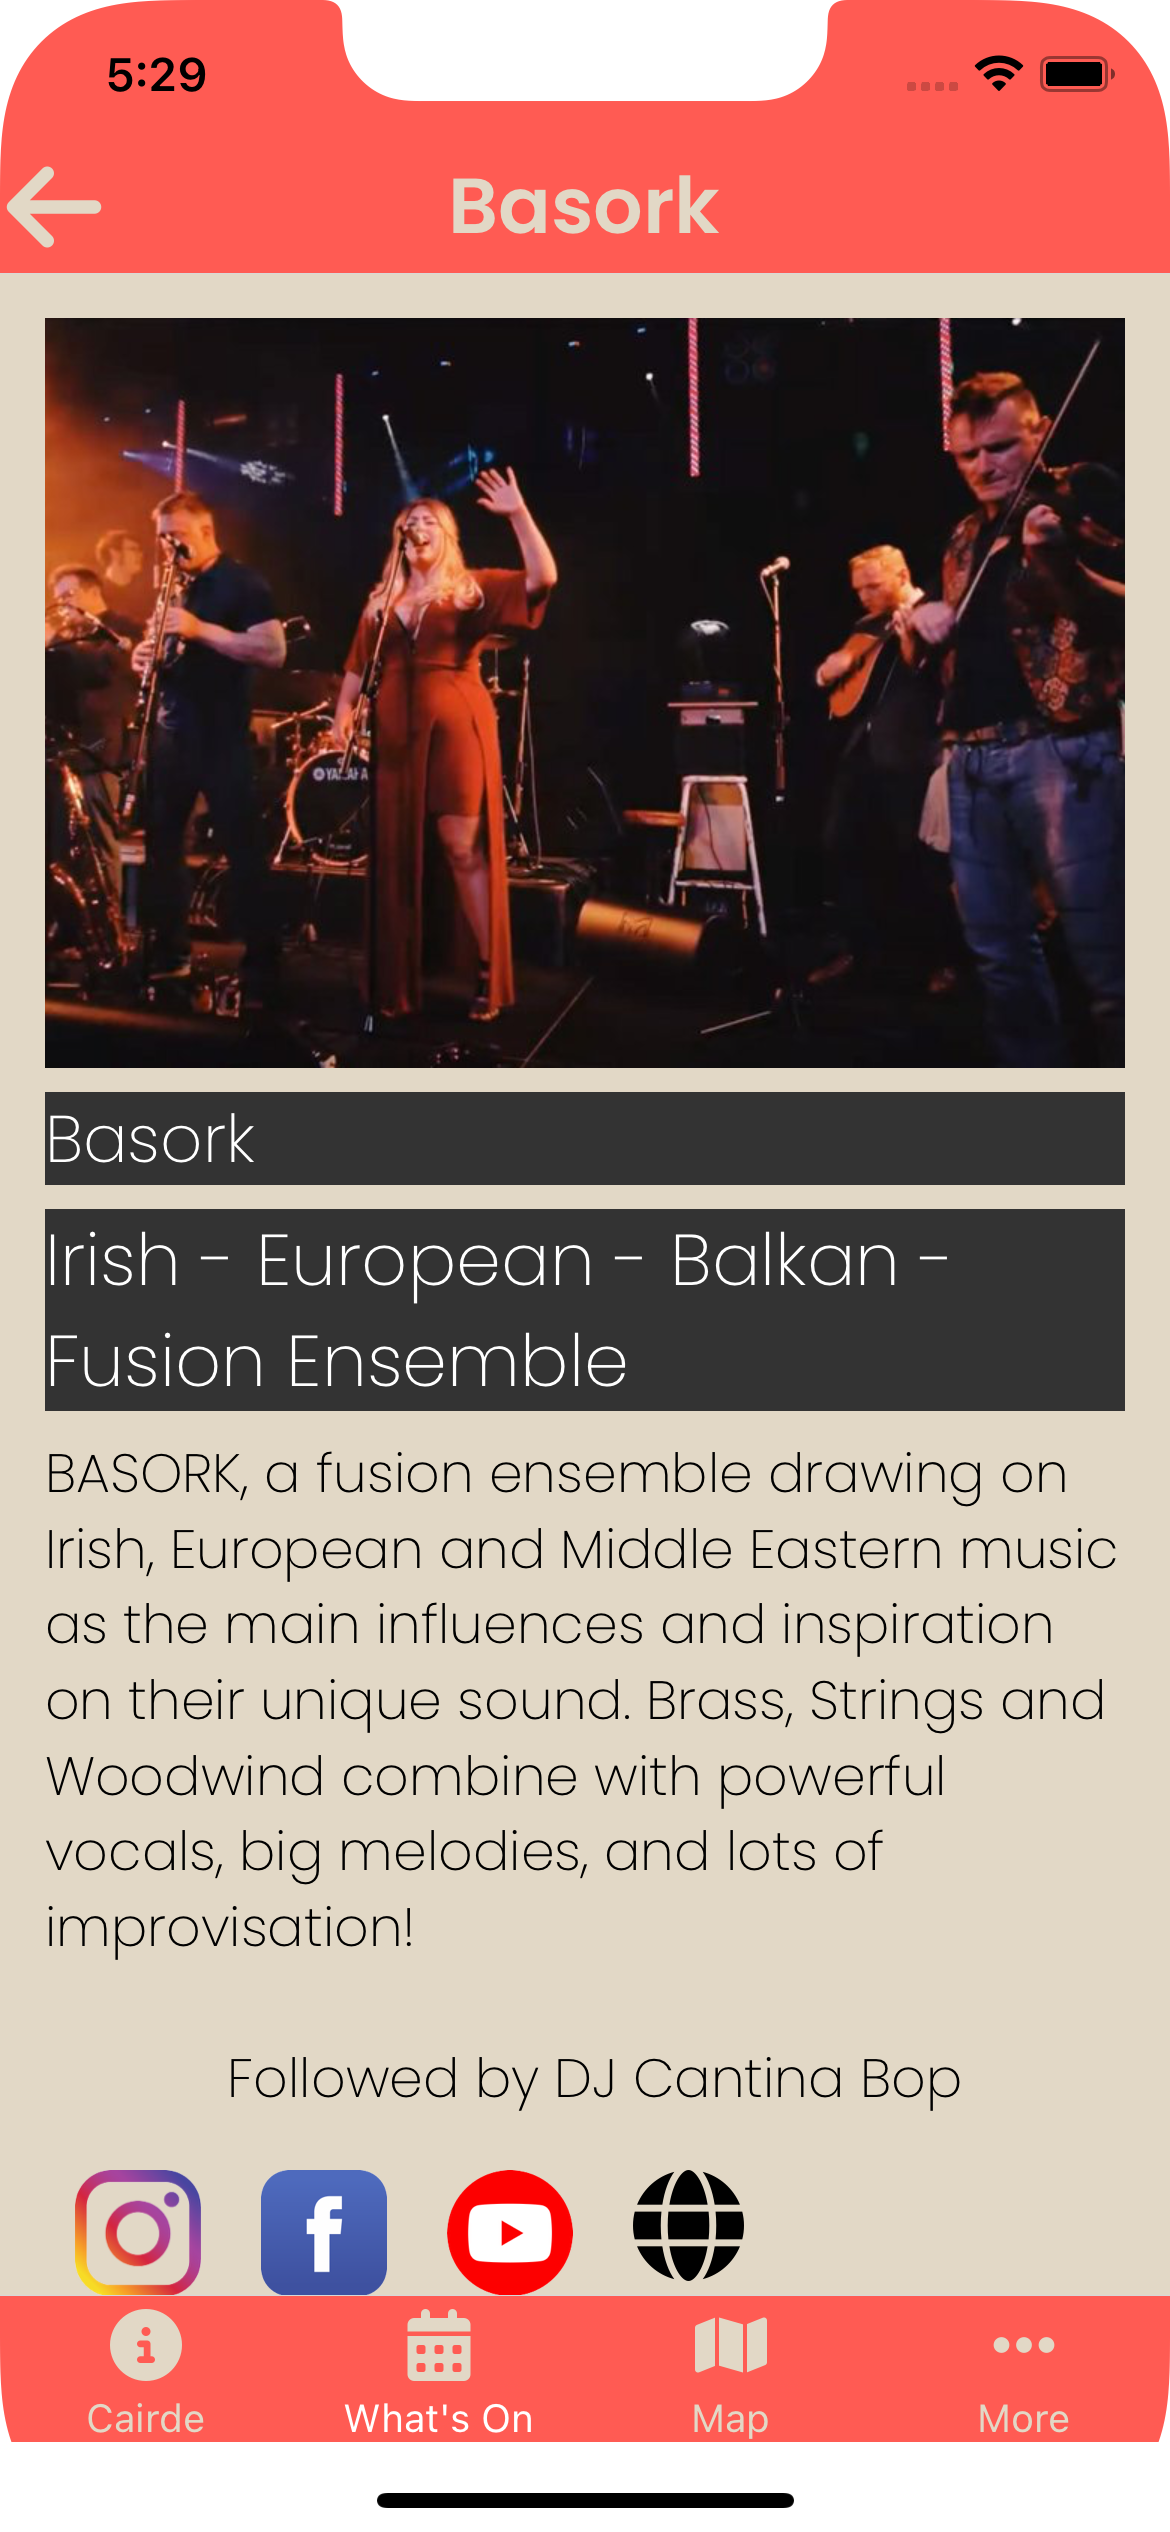 5:29
Basork
YAMAHA
Basork
Irish - European - Balkan -
Fusion Ensemble
BASORK, a fusion ensemble drawing on
Irish, European and Middle Eastern music
as the main influences and inspiration
on their unique sound. Brass, Strings and
Woodwind combine with powerful
vocals, big melodies, and lots of
improvisation!
Followed by DJ Cantina Bop
Cairde
What's On
Map
More